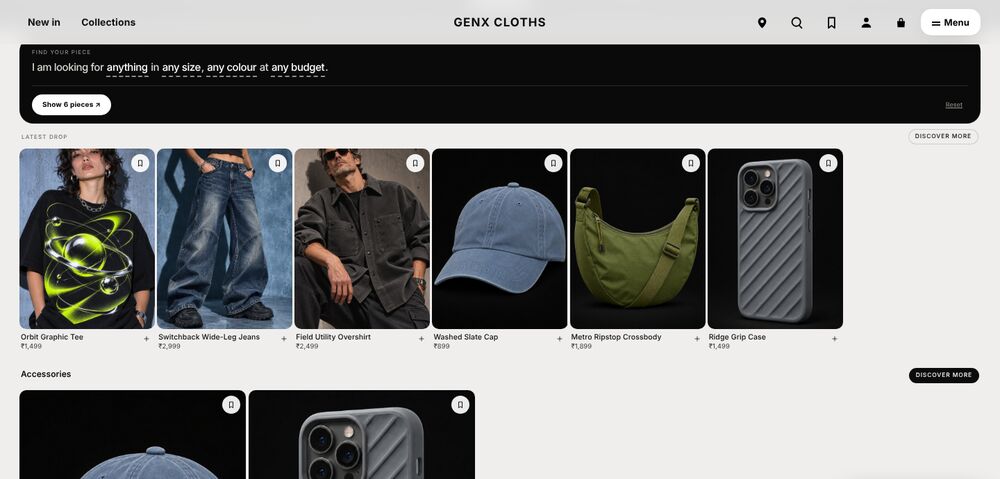 New in
Collections
GENX CLOTHS
Menu
FIND YOUR PIECE
I am looking for anything in any size, any colour at any budget.
Show 6 pieces ↗
Reset
LATEST DROP
DISCOVER MORE
Orbit Graphic Tee
+
₹1,499
Switchback Wide-Leg Jeans
+
₹2,999
Field Utility Overshirt
+
₹2,499
Washed Slate Cap
+
₹899
Metro Ripstop Crossbody
+
₹1,899
Ridge Grip Case
+
₹1,499
Accessories
DISCOVER MORE